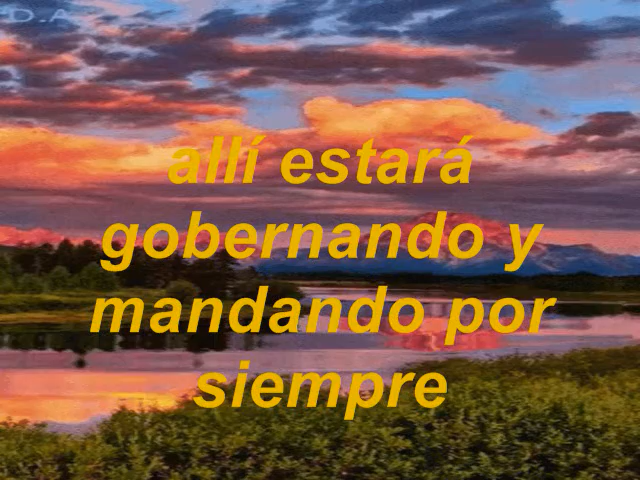 D.A
allí estará
gobernando y
mandando por
siempre